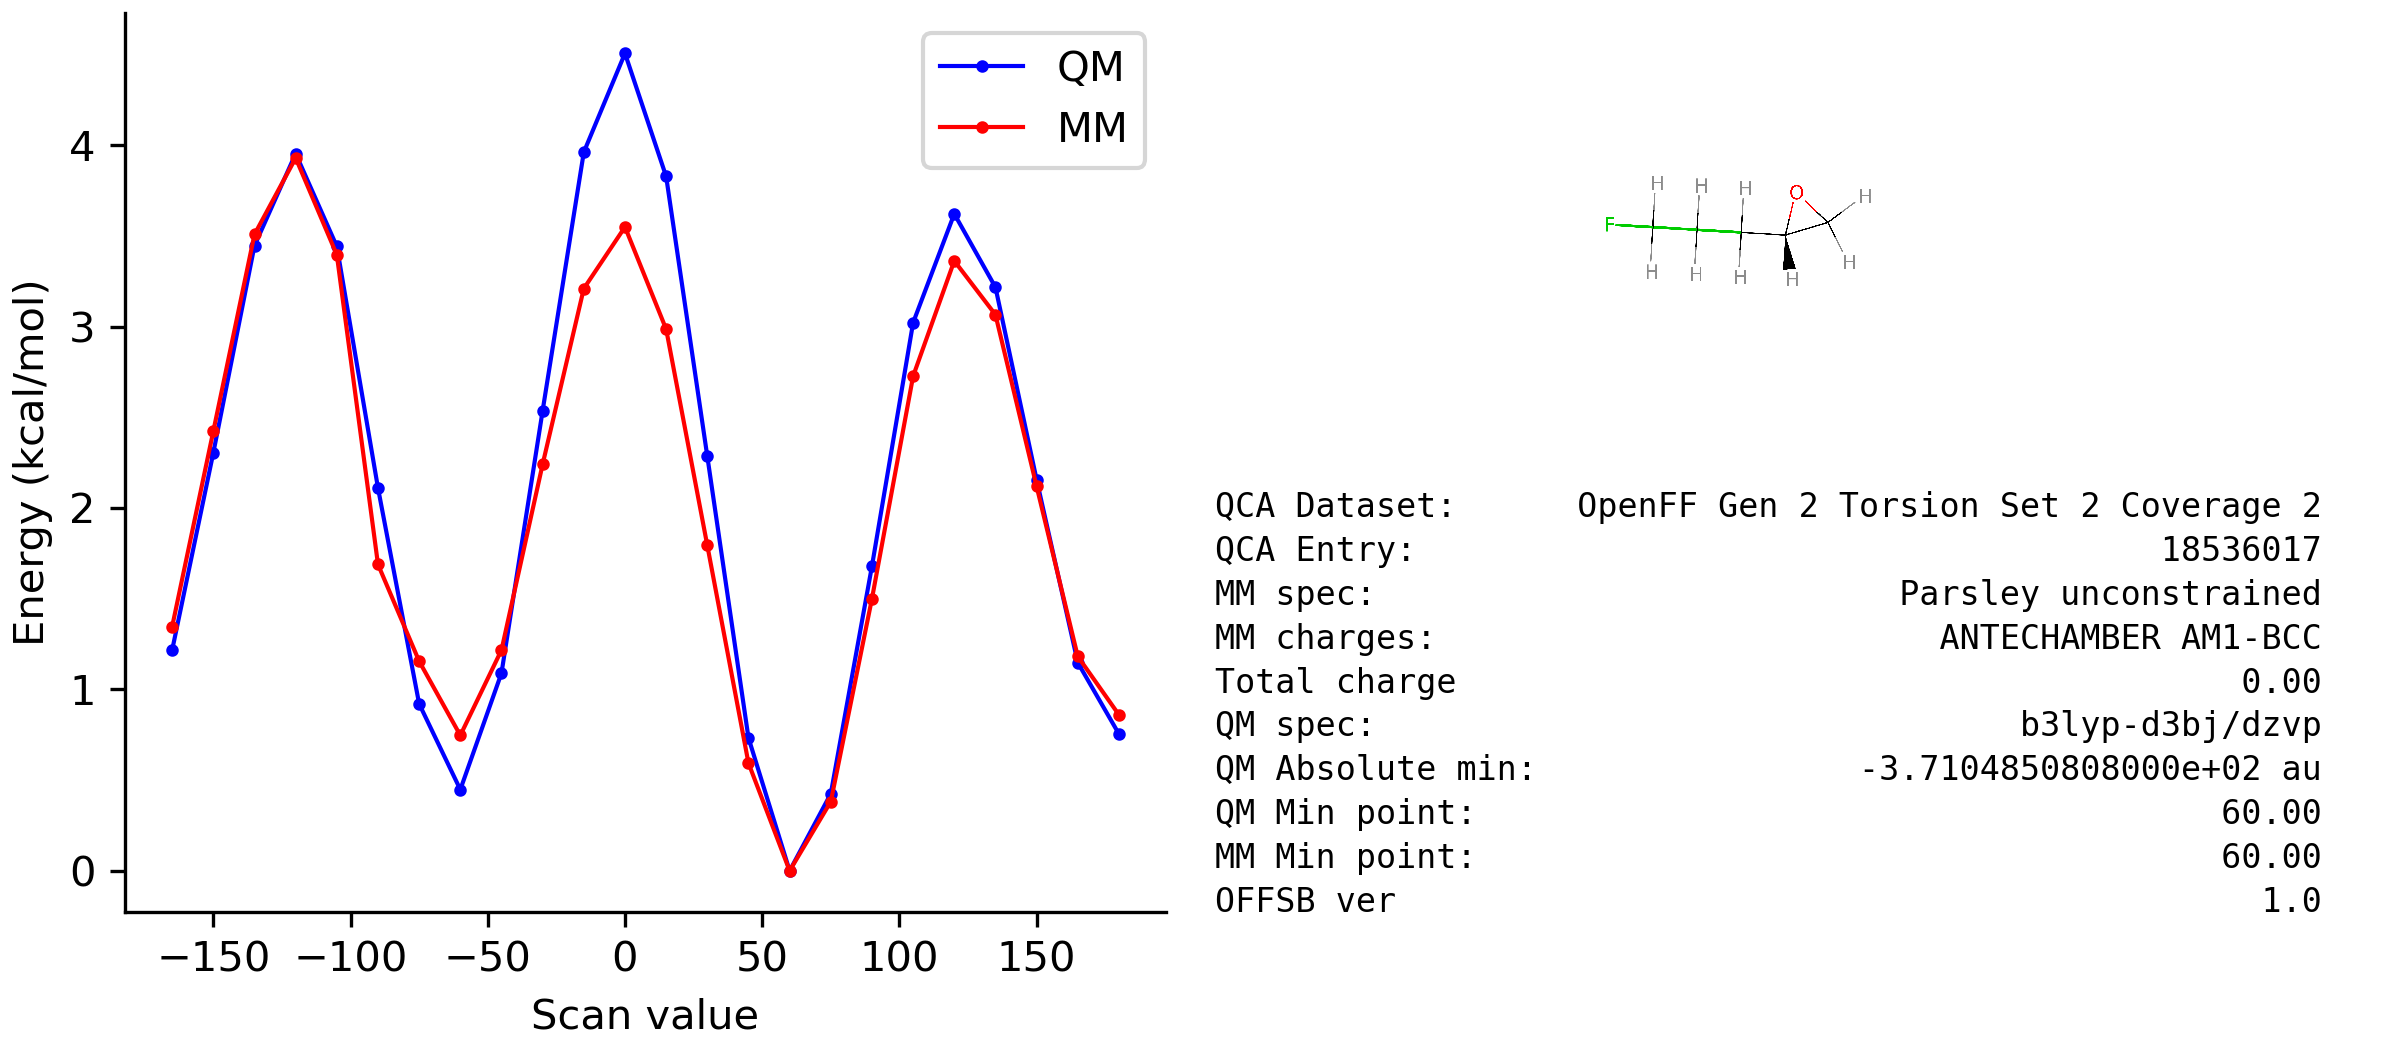 QM
MM
4
3
2
1
0
Energy (kcal/mol)
−150 −100 −50 0 50 100 150
Scan value
H H H O H
F
H H H H H
QCA Dataset: OpenFF Gen 2 Torsion Set 2 Coverage 2
QCA Entry: 18536017
MM spec: Parsley unconstrained
MM charges: ANTECHAMBER AM1-BCC
Total charge 0.00
QM spec: b3lyp-d3bj/dzvp
QM Absolute min: -3.7104850808000e+02 au
QM Min point: 60.00
MM Min point: 60.00
OFFSB ver 1.0